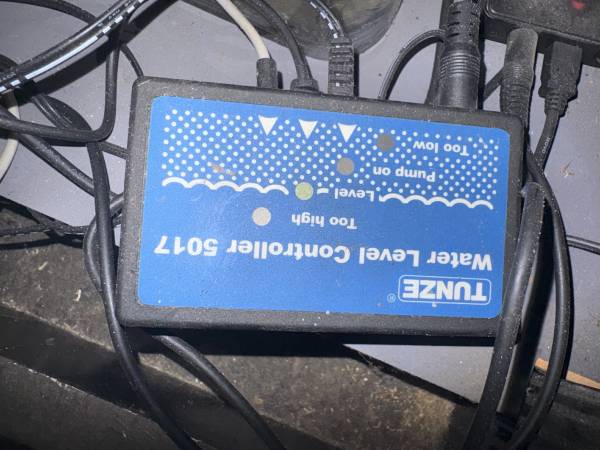 TUNZE®
Water Level Controller 5017
Too high
Level
Pump on
Too low